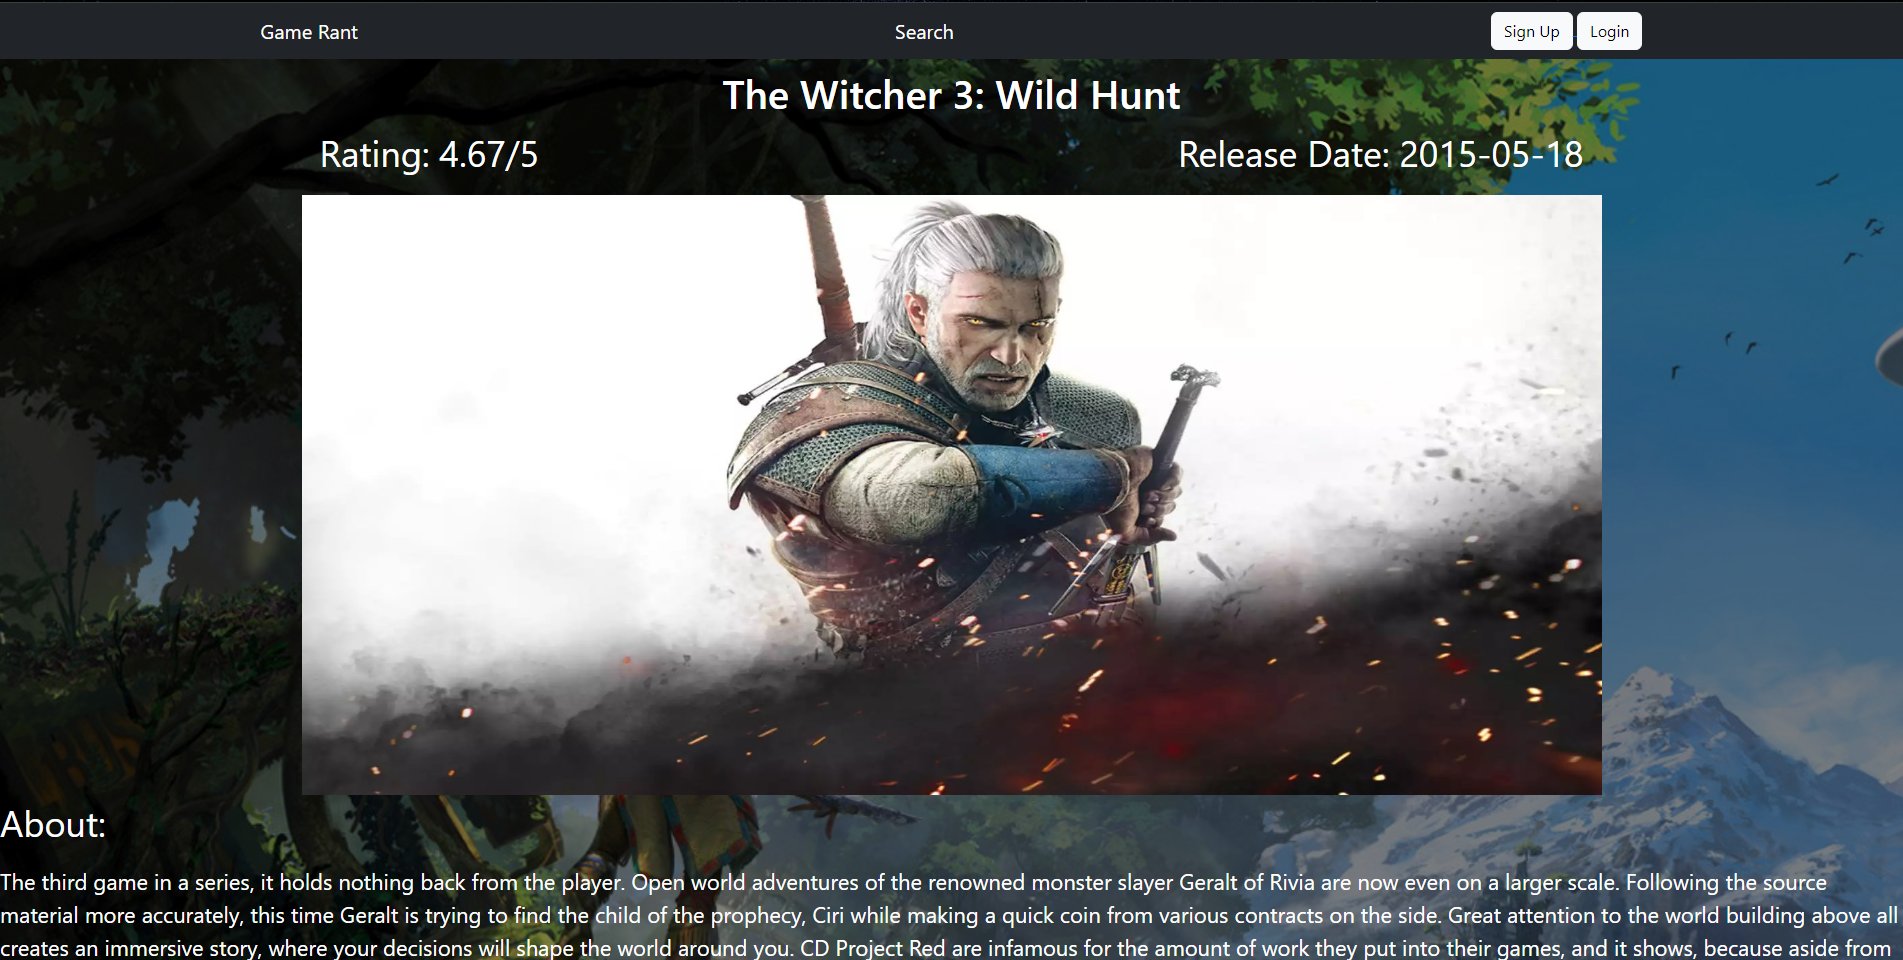 Game Rant Search Sign Up Login
The Witcher 3: Wild Hunt
Rating: 4.67/5 Release Date: 2015-05-18
About:
The third game in a series, it holds nothing back from the player. Open world adventures of the renowned monster slayer Geralt of Rivia are now even on a larger scale. Following the source
material more accurately, this time Geralt is trying to find the child of the prophecy, Ciri while making a quick coin from various contracts on the side. Great attention to the world building above all
creates an immersive story, where your decisions will shape the world around you. CD Project Red are infamous for the amount of work they put into their games, and it shows, because aside from